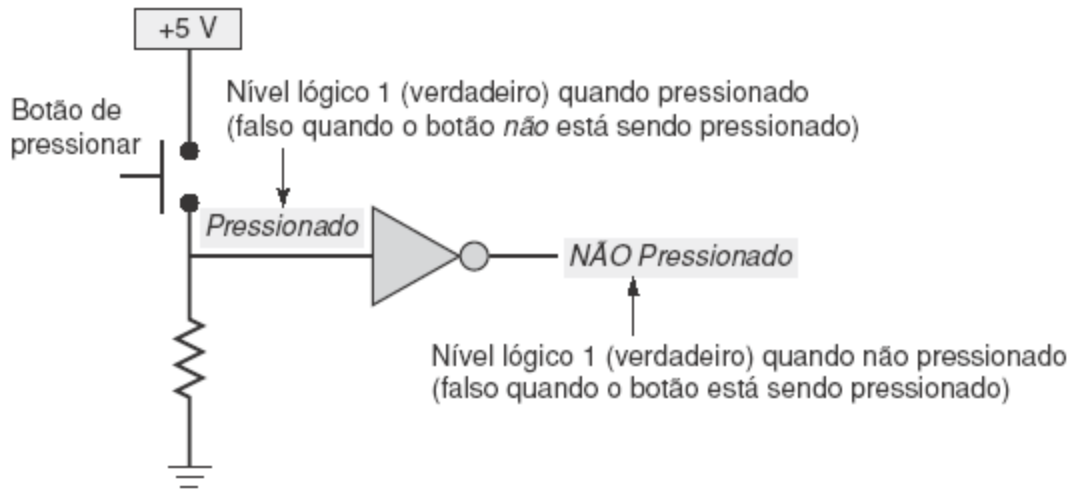 +5 V
Nível lógico 1 (verdadeiro) quando pressionado
(falso quando o botão não está sendo pressionado)
Botão de
pressionar
Pressionado
NÃO Pressionado
Nível lógico 1 (verdadeiro) quando não pressionado
(falso quando o botão está sendo pressionado)